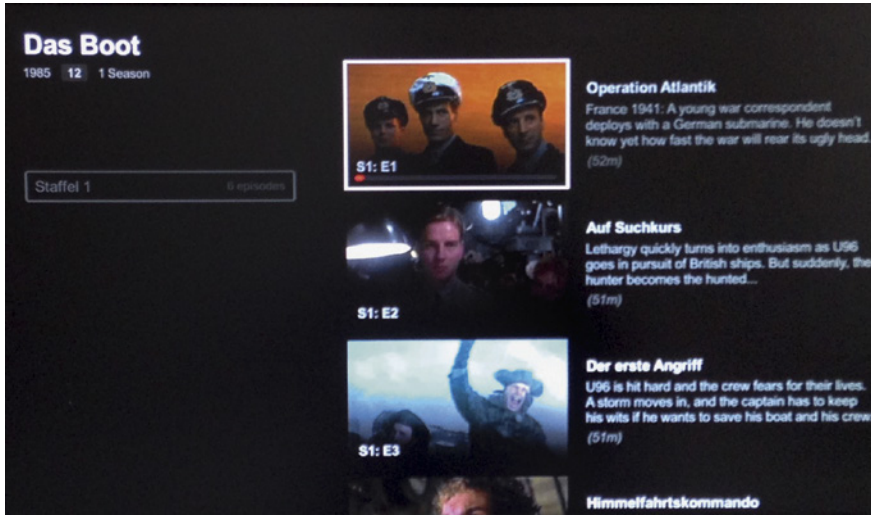 Das Boot
1985 12 1 Season
Staffel 1 6 episodes
S1: E1
Operation Atlantik
France 1941: A young war correspondent
deploys with a German submarine. He doesn't
know yet how fast the war will rear its ugly head.
(52m)
S1: E2
Auf Suchkurs
Lethargy quickly turns into enthusiasm as U96
goes in pursuit of British ships. But suddenly, the
hunter becomes the hunted...
(51m)
S1: E3
Der erste Angriff
U96 is hit hard and the crew fears for their lives.
A storm moves in, and the captain has to keep
his wits if he wants to save his boat and his crew
(51m)
Himmelfahrtskommando